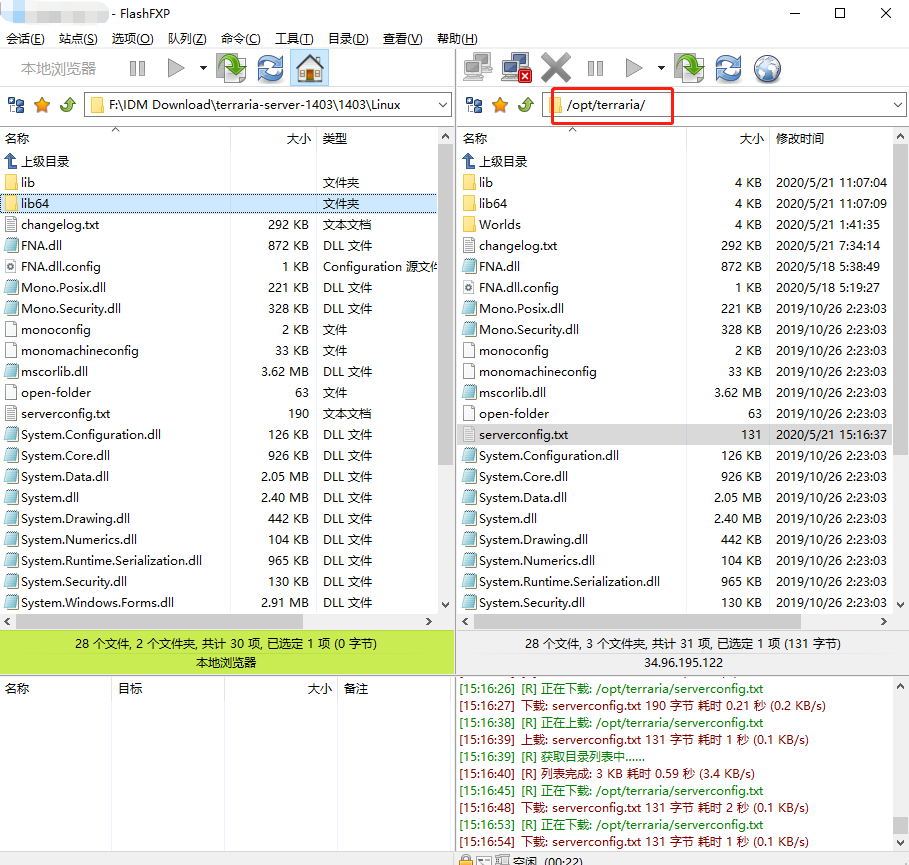 - FlashFXP
会话(E) 站点(S) 选项(O) 队列(Z) 命令(C) 工具(T) 目录(D) 查看(V) 帮助(H)
本地浏览器
F:\IDM Download\terraria-server-1403\1403\Linux
名称 大小 类型
上级目录
lib 文件夹
lib64 文件夹
changelog.txt 292 KB 文本文档
FNA.dll 872 KB DLL 文件
FNA.dll.config 1 KB Configuration 源文件
Mono.Posix.dll 221 KB DLL 文件
Mono.Security.dll 328 KB DLL 文件
monoconfig 2 KB 文件
monomachineconfig 33 KB 文件
mscorlib.dll 3.62 MB DLL 文件
open-folder 63 文件
serverconfig.txt 190 文本文档
System.Configuration.dll 126 KB DLL 文件
System.Core.dll 926 KB DLL 文件
System.Data.dll 2.05 MB DLL 文件
System.dll 2.40 MB DLL 文件
System.Drawing.dll 442 KB DLL 文件
System.Numerics.dll 104 KB DLL 文件
System.Runtime.Serialization.dll 965 KB DLL 文件
System.Security.dll 130 KB DLL 文件
System.Windows.Forms.dll 2.91 MB DLL 文件
28 个文件, 2 个文件夹, 共计 30 项, 已选定 1 项 (0 字节)
本地浏览器
/opt/terraria/
名称 大小 修改时间
上级目录
lib 4 KB 2020/5/21 11:07:04
lib64 4 KB 2020/5/21 11:07:09
Worlds 4 KB 2020/5/21 1:41:35
changelog.txt 292 KB 2020/5/21 7:34:14
FNA.dll 872 KB 2020/5/18 5:38:49
FNA.dll.config 1 KB 2020/5/18 5:19:27
Mono.Posix.dll 221 KB 2019/10/26 2:23:03
Mono.Security.dll 328 KB 2019/10/26 2:23:03
monoconfig 2 KB 2019/10/26 2:23:03
monomachineconfig 33 KB 2019/10/26 2:23:03
mscorlib.dll 3.62 MB 2019/10/26 2:23:03
open-folder 63 2019/10/26 2:23:03
serverconfig.txt 131 2020/5/21 15:16:37
System.Configuration.dll 126 KB 2019/10/26 2:23:03
System.Core.dll 926 KB 2019/10/26 2:23:03
System.Data.dll 2.05 MB 2019/10/26 2:23:03
System.dll 2.40 MB 2019/10/26 2:23:03
System.Drawing.dll 442 KB 2019/10/26 2:23:03
System.Numerics.dll 104 KB 2019/10/26 2:23:03
System.Runtime.Serialization.dll 965 KB 2019/10/26 2:23:03
System.Security.dll 130 KB 2019/10/26 2:23:03
28 个文件, 3 个文件夹, 共计 31 项, 已选定 1 项 (131 字节)
34.96.195.122
名称 目标 大小 备注
[15:16:26] [R] 正在下载: /opt/terraria/serverconfig.txt
[15:16:27] 下载: serverconfig.txt 190 字节 耗时 0.21 秒 (0.2 KB/s)
[15:16:38] [R] 正在上载: /opt/terraria/serverconfig.txt
[15:16:39] 上载: serverconfig.txt 131 字节 耗时 1 秒 (0.1 KB/s)
[15:16:39] [R] 获取目录列表中......
[15:16:40] [R] 列表完成: 3 KB 耗时 0.59 秒 (3.4 KB/s)
[15:16:45] [R] 正在下载: /opt/terraria/serverconfig.txt
[15:16:48] 下载: serverconfig.txt 131 字节 耗时 2 秒 (0.1 KB/s)
[15:16:53] [R] 正在下载: /opt/terraria/serverconfig.txt
[15:16:54] 下载: serverconfig.txt 131 字节 耗时 1 秒 (0.1 KB/s)
空闲. (00:22)